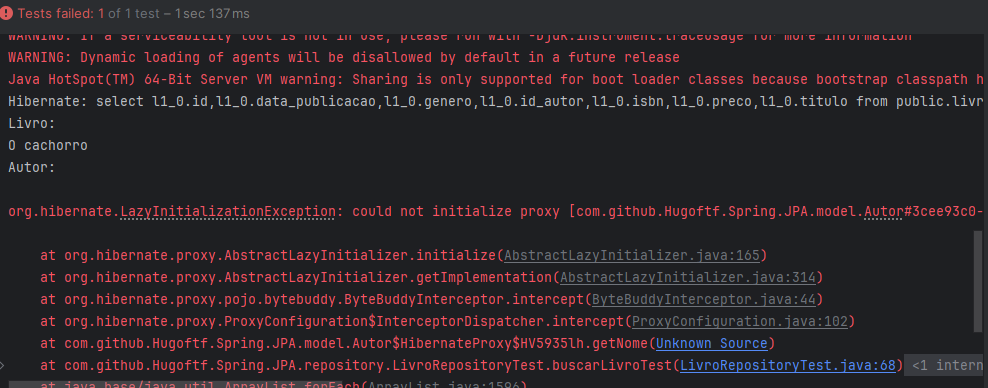 Tests failed: 1 of 1 test – 1 sec 137 ms
WARNING: If a serviceability tool is not in use, please run with -Djdk.instrument.traceUsage for more information
WARNING: Dynamic loading of agents will be disallowed by default in a future release
Java HotSpot(TM) 64-Bit Server VM warning: Sharing is only supported for boot loader classes because bootstrap classpath h
Hibernate: select l1_0.id,l1_0.data_publicacao,l1_0.genero,l1_0.id_autor,l1_0.isbn,l1_0.preco,l1_0.titulo from public.livr
Livro:
O cachorro
Autor:
org.hibernate.LazyInitializationException: could not initialize proxy [com.github.Hugoftf.Spring.JPA.model.Autor#3cee93c0-
at org.hibernate.proxy.AbstractLazyInitializer.initialize(AbstractLazyInitializer.java:165)
at org.hibernate.proxy.AbstractLazyInitializer.getImplementation(AbstractLazyInitializer.java:314)
at org.hibernate.proxy.pojo.bytebuddy.ByteBuddyInterceptor.intercept(ByteBuddyInterceptor.java:44)
at org.hibernate.proxy.ProxyConfiguration$InterceptorDispatcher.intercept(ProxyConfiguration.java:102)
at com.github.Hugoftf.Spring.JPA.model.Autor$HibernateProxy$HV5935lh.getNome(Unknown Source)
at com.github.Hugoftf.Spring.JPA.repository.LivroRepositoryTest.buscarLivroTest(LivroRepositoryTest.java:68) <1 intern
at java.base/java.util.ArrayList.forEach(ArrayList.java:1596)